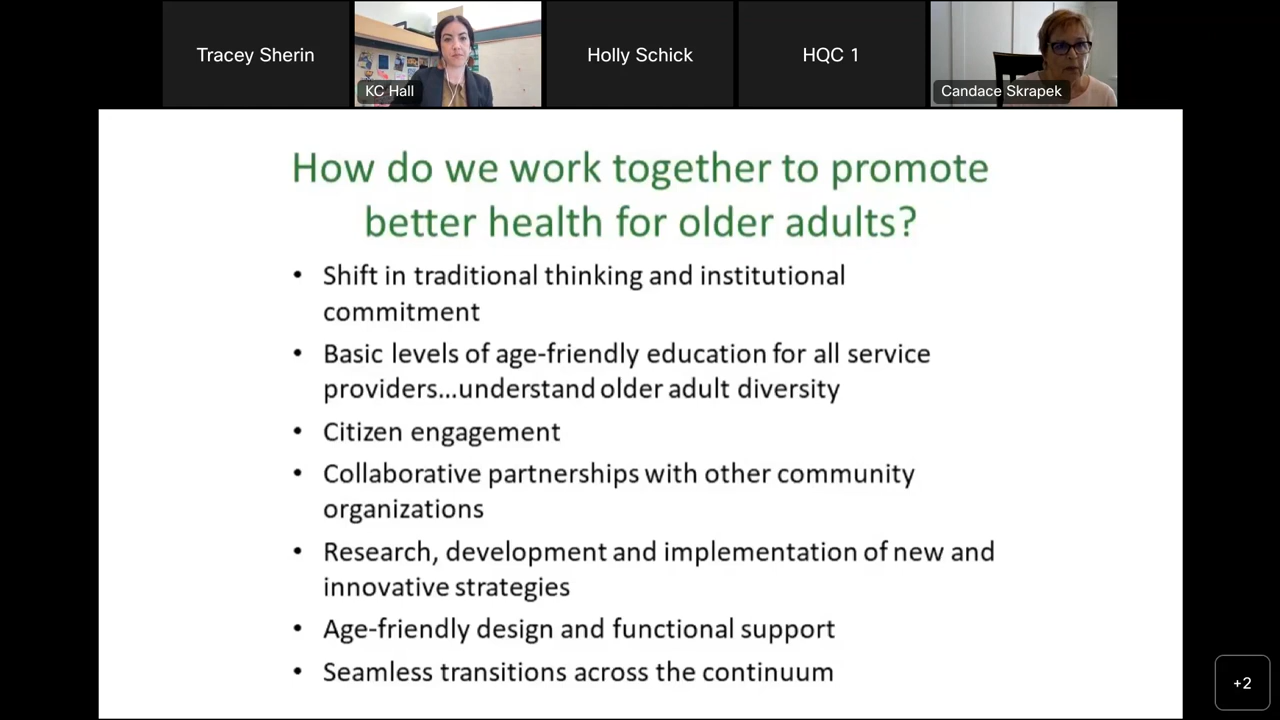 Tracey Sherin
KC Hall
Holly Schick
HQC 1
Candace Skrapek
How do we work together to promote
better health for older adults?
• Shift in traditional thinking and institutional
commitment
• Basic levels of age-friendly education for all service
providers...understand older adult diversity
• Citizen engagement
• Collaborative partnerships with other community
organizations
• Research, development and implementation of new and
innovative strategies
• Age-friendly design and functional support
• Seamless transitions across the continuum
+2